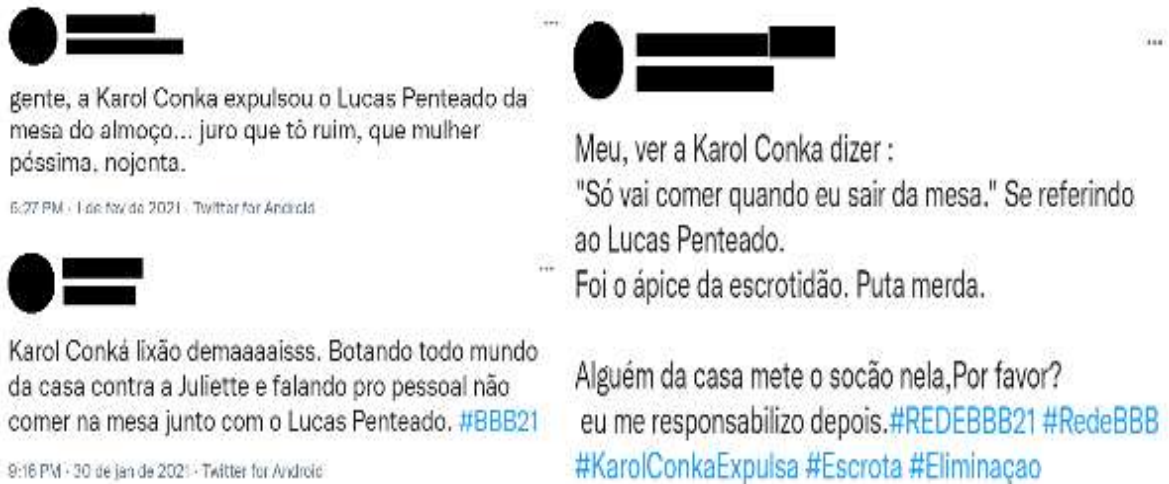 gente, a Karol Conka expulsou o Lucas Penteado da
mesa do almoço... juro que tô ruim, que mulher
péssima, nojenta.
5:27 PM · 1 de fev de 2021 · Twitter for Android
Karol Conká lixão demaaaaisss. Botando todo mundo
da casa contra a Juliette e falando pro pessoal não
comer na mesa junto com o Lucas Penteado. #BBB21
9:16 PM · 30 de jan de 2021 · Twitter for Android
Meu, ver a Karol Conka dizer :
"Só vai comer quando eu sair da mesa." Se referindo
ao Lucas Penteado.
Foi o ápice da escrotidão. Puta merda.
Alguém da casa mete o socão nela,Por favor?
eu me responsabilizo depois.#REDEBBB21 #RedeBBB
#KarolConkaExpulsa #Escrota #Eliminaçao